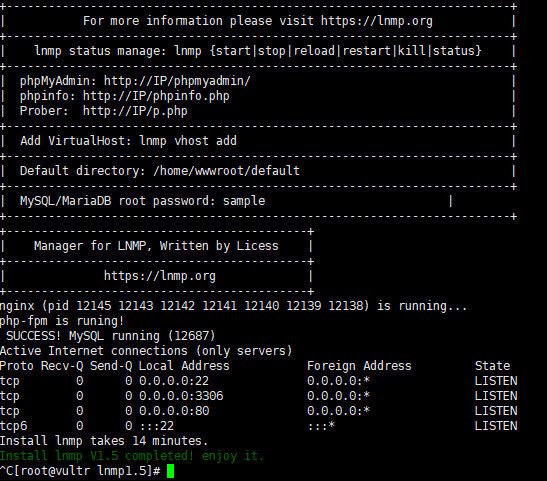 +------------------------------------------------------------------------+
|           For more information please visit https://lnmp.org           |
+------------------------------------------------------------------------+
|    lnmp status manage: lnmp {start|stop|reload|restart|kill|status}    |
+------------------------------------------------------------------------+
|  phpMyAdmin: http://IP/phpmyadmin/                                     |
|  phpinfo: http://IP/phpinfo.php                                        |
|  Prober:  http://IP/p.php                                              |
+------------------------------------------------------------------------+
|  Add VirtualHost: lnmp vhost add                                       |
+------------------------------------------------------------------------+
|  Default directory: /home/wwwroot/default                              |
+------------------------------------------------------------------------+
|  MySQL/MariaDB root password: sample                          |
+------------------------------------------------------------------------+
+-------------------------------------------+
|    Manager for LNMP, Written by Licess    |
+-------------------------------------------+
|              https://lnmp.org             |
+-------------------------------------------+
nginx (pid 12145 12143 12142 12141 12140 12139 12138) is running...
php-fpm is runing!
 SUCCESS! MySQL running (12687)
Active Internet connections (only servers)
Proto Recv-Q Send-Q Local Address           Foreign Address         State
tcp        0      0 0.0.0.0:22              0.0.0.0:*               LISTEN
tcp        0      0 0.0.0.0:3306            0.0.0.0:*               LISTEN
tcp        0      0 0.0.0.0:80              0.0.0.0:*               LISTEN
tcp6       0      0 :::22                   :::*                    LISTEN
Install lnmp takes 14 minutes.
Install lnmp V1.5 completed! enjoy it.
^C[root@vultr lnmp1.5]#